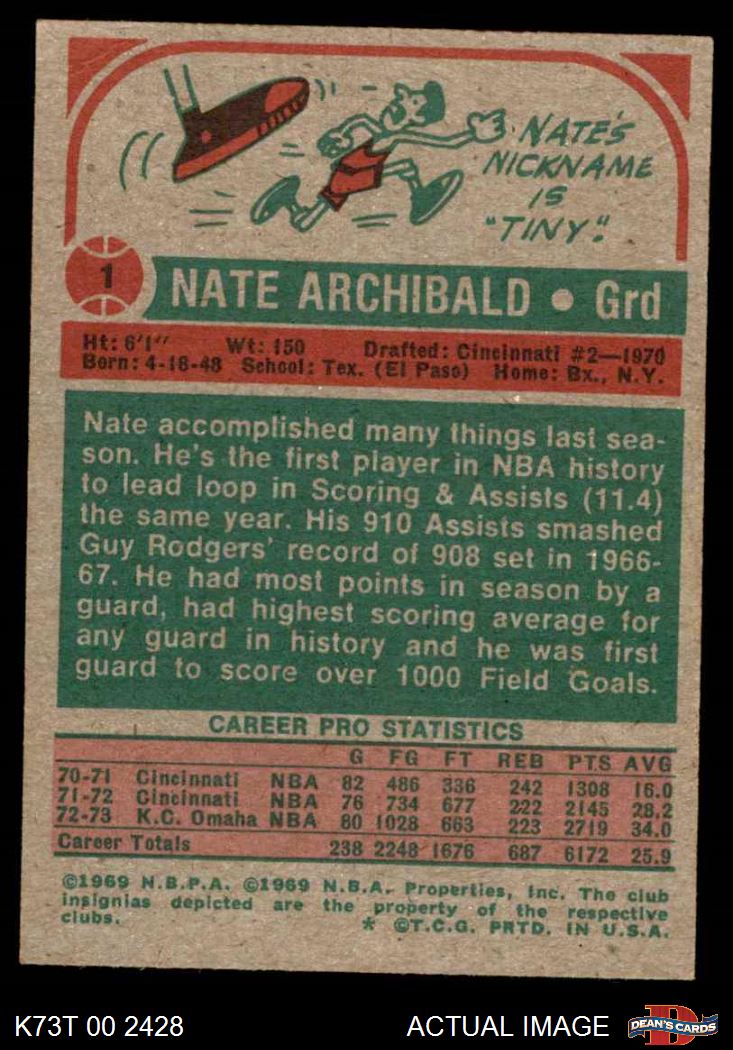 NATE'S
NICKNAME
IS
"TINY".
1
NATE ARCHIBALD • Grd
Ht: 6'1" Wt: 150 Drafted: Cincinnati #2—1970
Born: 4-18-48 School: Tex. (El Paso) Home: Bx., N.Y.
Nate accomplished many things last sea-
son. He's the first player in NBA history
to lead loop in Scoring & Assists (11.4)
the same year. His 910 Assists smashed
Guy Rodgers' record of 908 set in 1966-
67. He had most points in season by a
guard, had highest scoring average for
any guard in history and he was first
guard to score over 1000 Field Goals.
CAREER PRO STATISTICS
G FG FT REB PTS AVG
70-71 Cincinnati NBA 82 486 336 242 1308 16.0
71-72 Cincinnati NBA 76 734 677 222 2145 28.2
72-73 K.C. Omaha NBA 80 1028 663 223 2719 34.0
Career Totals 238 2248 1676 687 6172 25.9
©1969 N.B.P.A. ©1969 N.B.A. Properties, Inc. The club
insignias depicted are the property of the respective
clubs. * ©T.C.G. PRTD. IN U.S.A.
K73T 00 2428 ACTUAL IMAGE D DEAN'S CARDS